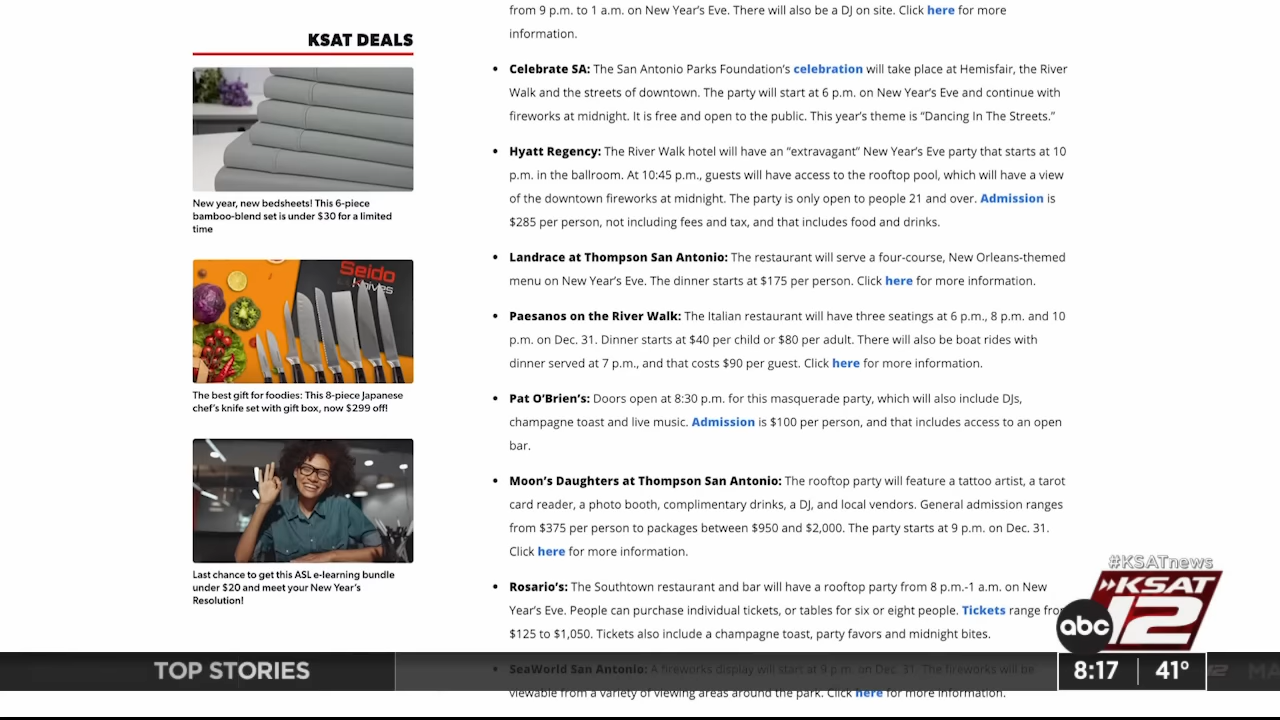 from 9 p.m. to 1 a.m. on New Year's Eve. There will also be a DJ on site. Click here for more
information.
KSAT DEALS
New year, new bedsheets! This 6-piece
bamboo-blend set is under $30 for a limited
time
Seido
Knives
The best gift for foodies: This 8-piece Japanese
chef's knife set with gift box, now $299 off!
Last chance to get this ASL e-learning bundle
under $20 and meet your New Year's
Resolution!
• Celebrate SA: The San Antonio Parks Foundation's celebration will take place at Hemisfair, the River
Walk and the streets of downtown. The party will start at 6 p.m. on New Year's Eve and continue with
fireworks at midnight. It is free and open to the public. This year's theme is “Dancing In The Streets.”
• Hyatt Regency: The River Walk hotel will have an “extravagant” New Year's Eve party that starts at 10
p.m. in the ballroom. At 10:45 p.m., guests will have access to the rooftop pool, which will have a view
of the downtown fireworks at midnight. The party is only open to people 21 and over. Admission is
$285 per person, not including fees and tax, and that includes food and drinks.
• Landrace at Thompson San Antonio: The restaurant will serve a four-course, New Orleans-themed
menu on New Year's Eve. The dinner starts at $175 per person. Click here for more information.
• Paesanos on the River Walk: The Italian restaurant will have three seatings at 6 p.m., 8 p.m. and 10
p.m. on Dec. 31. Dinner starts at $40 per child or $80 per adult. There will also be boat rides with
dinner served at 7 p.m., and that costs $90 per guest. Click here for more information.
• Pat O'Brien's: Doors open at 8:30 p.m. for this masquerade party, which will also include DJs,
champagne toast and live music. Admission is $100 per person, and that includes access to an open
bar.
• Moon's Daughters at Thompson San Antonio: The rooftop party will feature a tattoo artist, a tarot
card reader, a photo booth, complimentary drinks, a DJ, and local vendors. General admission ranges
from $375 per person to packages between $950 and $2,000. The party starts at 9 p.m. on Dec. 31.
Click here for more information.
• Rosario's: The Southtown restaurant and bar will have a rooftop party from 8 p.m.-1 a.m. on New
Year's Eve. People can purchase individual tickets, or tables for six or eight people. Tickets range from
$125 to $1,050. Tickets also include a champagne toast, party favors and midnight bites.
• SeaWorld San Antonio: A fireworks display will start at 9 p.m. on Dec. 31. The fireworks will be
viewable from a variety of viewing areas around the park. Click here for more information.
#KSATnews
KSAT
abc 12
TOP STORIES
8:17 41°